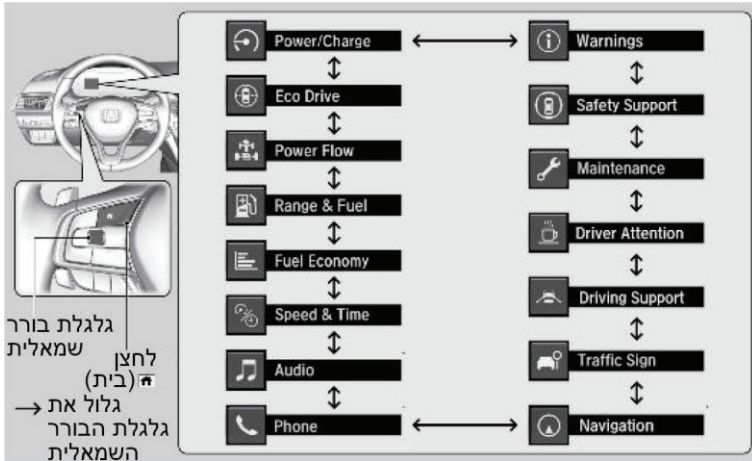 Power/Charge
Eco Drive
Power Flow
Range & Fuel
Fuel Economy
Speed & Time
Audio
Phone
Warnings
Safety Support
Maintenance
Driver Attention
Driving Support
Traffic Sign
Navigation
גלגלת בורר
שמאלית
לחצן
(בית)
גלול את
גלגלת הבורר
השמאלית